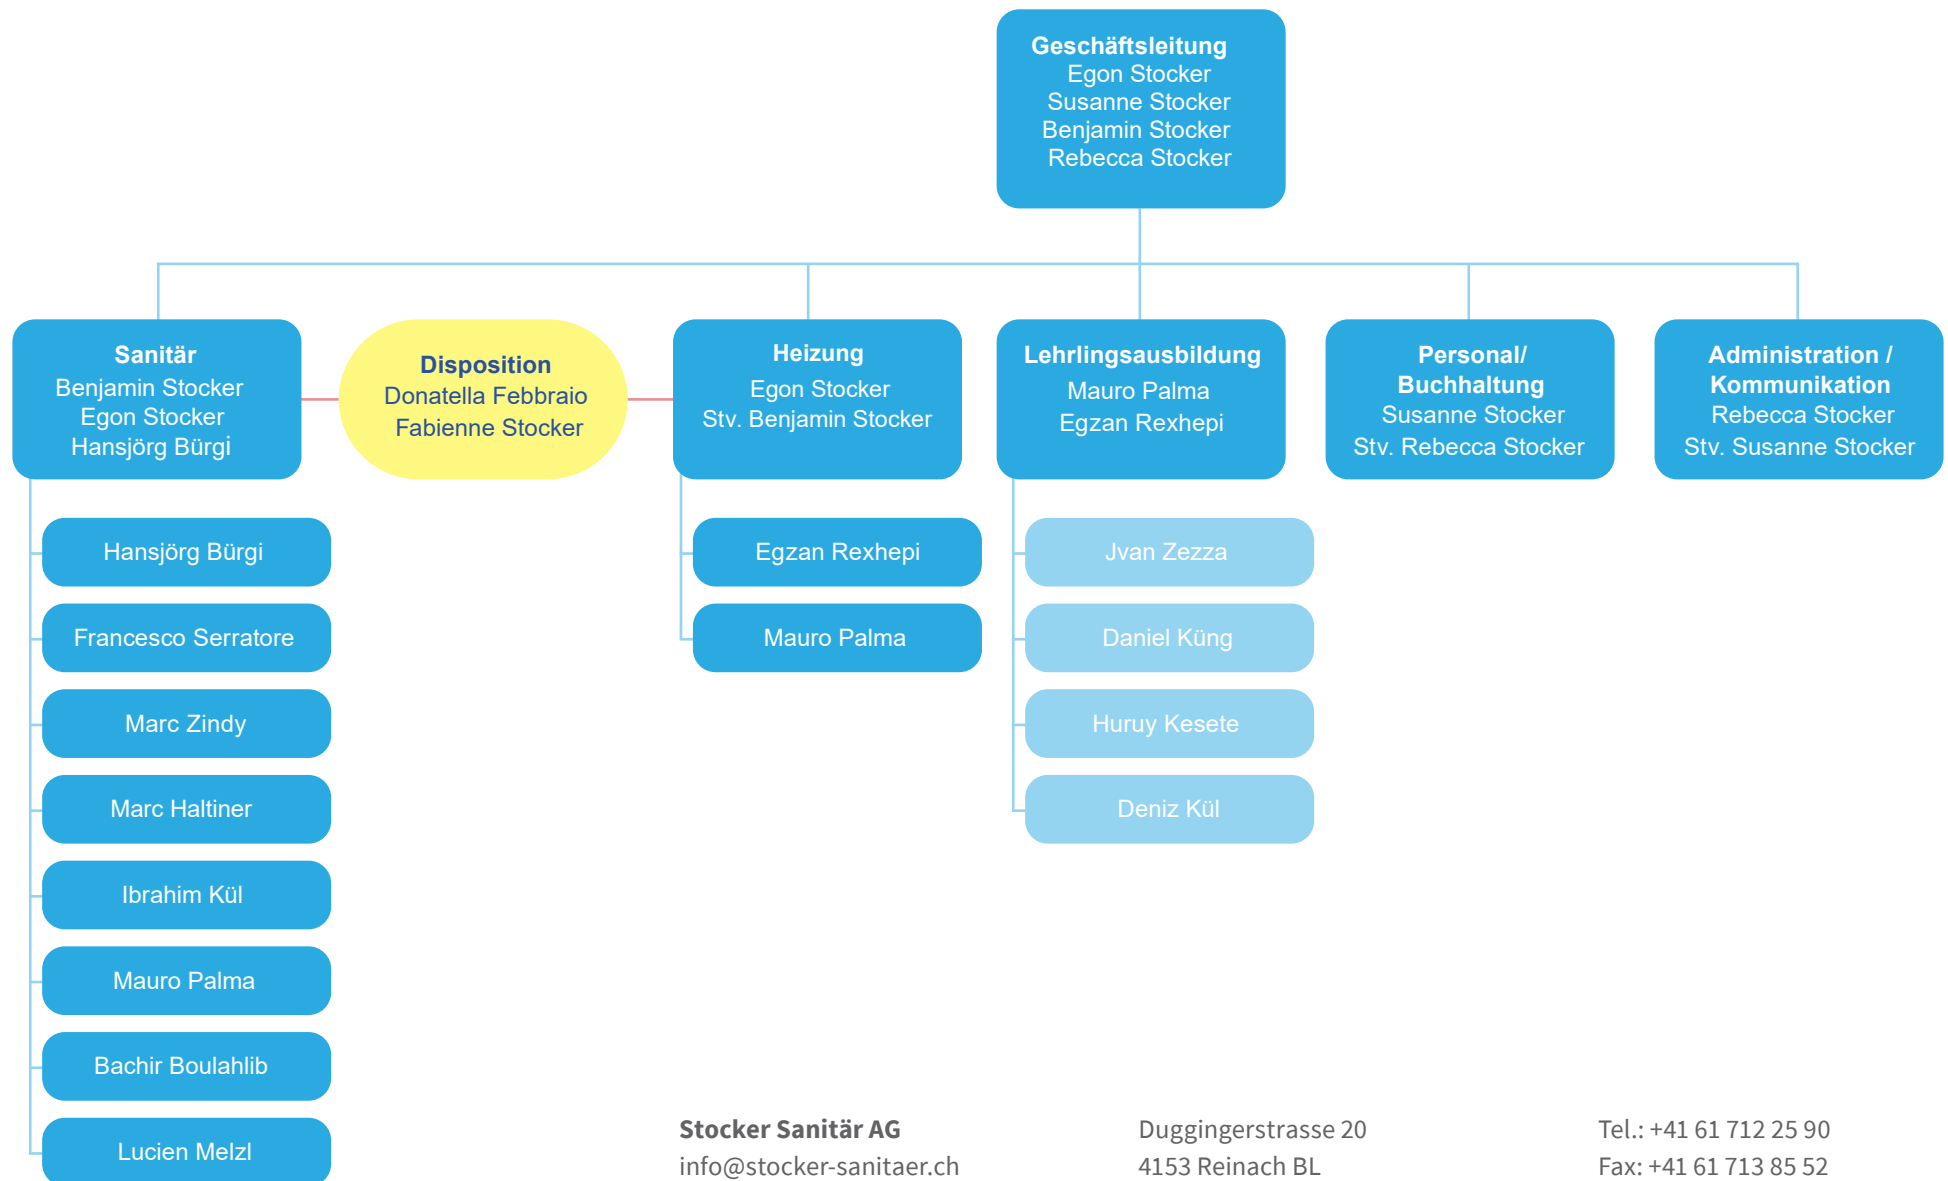 Geschäftsleitung
Egon Stocker
Susanne Stocker
Benjamin Stocker
Rebecca Stocker
Sanitär
Benjamin Stocker
Egon Stocker
Hansjörg Bürgi
Disposition
Donatella Febbraio
Fabienne Stocker
Heizung
Egon Stocker
Stv. Benjamin Stocker
Lehrlingsausbildung
Mauro Palma
Egzan Rexhepi
Personal/
Buchhaltung
Susanne Stocker
Stv. Rebecca Stocker
Administration /
Kommunikation
Rebecca Stocker
Stv. Susanne Stocker
Hansjörg Bürgi
Francesco Serratore
Marc Zindy
Marc Haltiner
Ibrahim Kül
Mauro Palma
Bachir Boulahlib
Lucien Melzl
Egzan Rexhepi
Mauro Palma
Jvan Zezza
Daniel Küng
Huruy Kesete
Deniz Kül
Stocker Sanitär AG
info@stocker-sanitaer.ch
Duggingerstrasse 20
4153 Reinach BL
Tel.: +41 61 712 25 90
Fax: +41 61 713 85 52